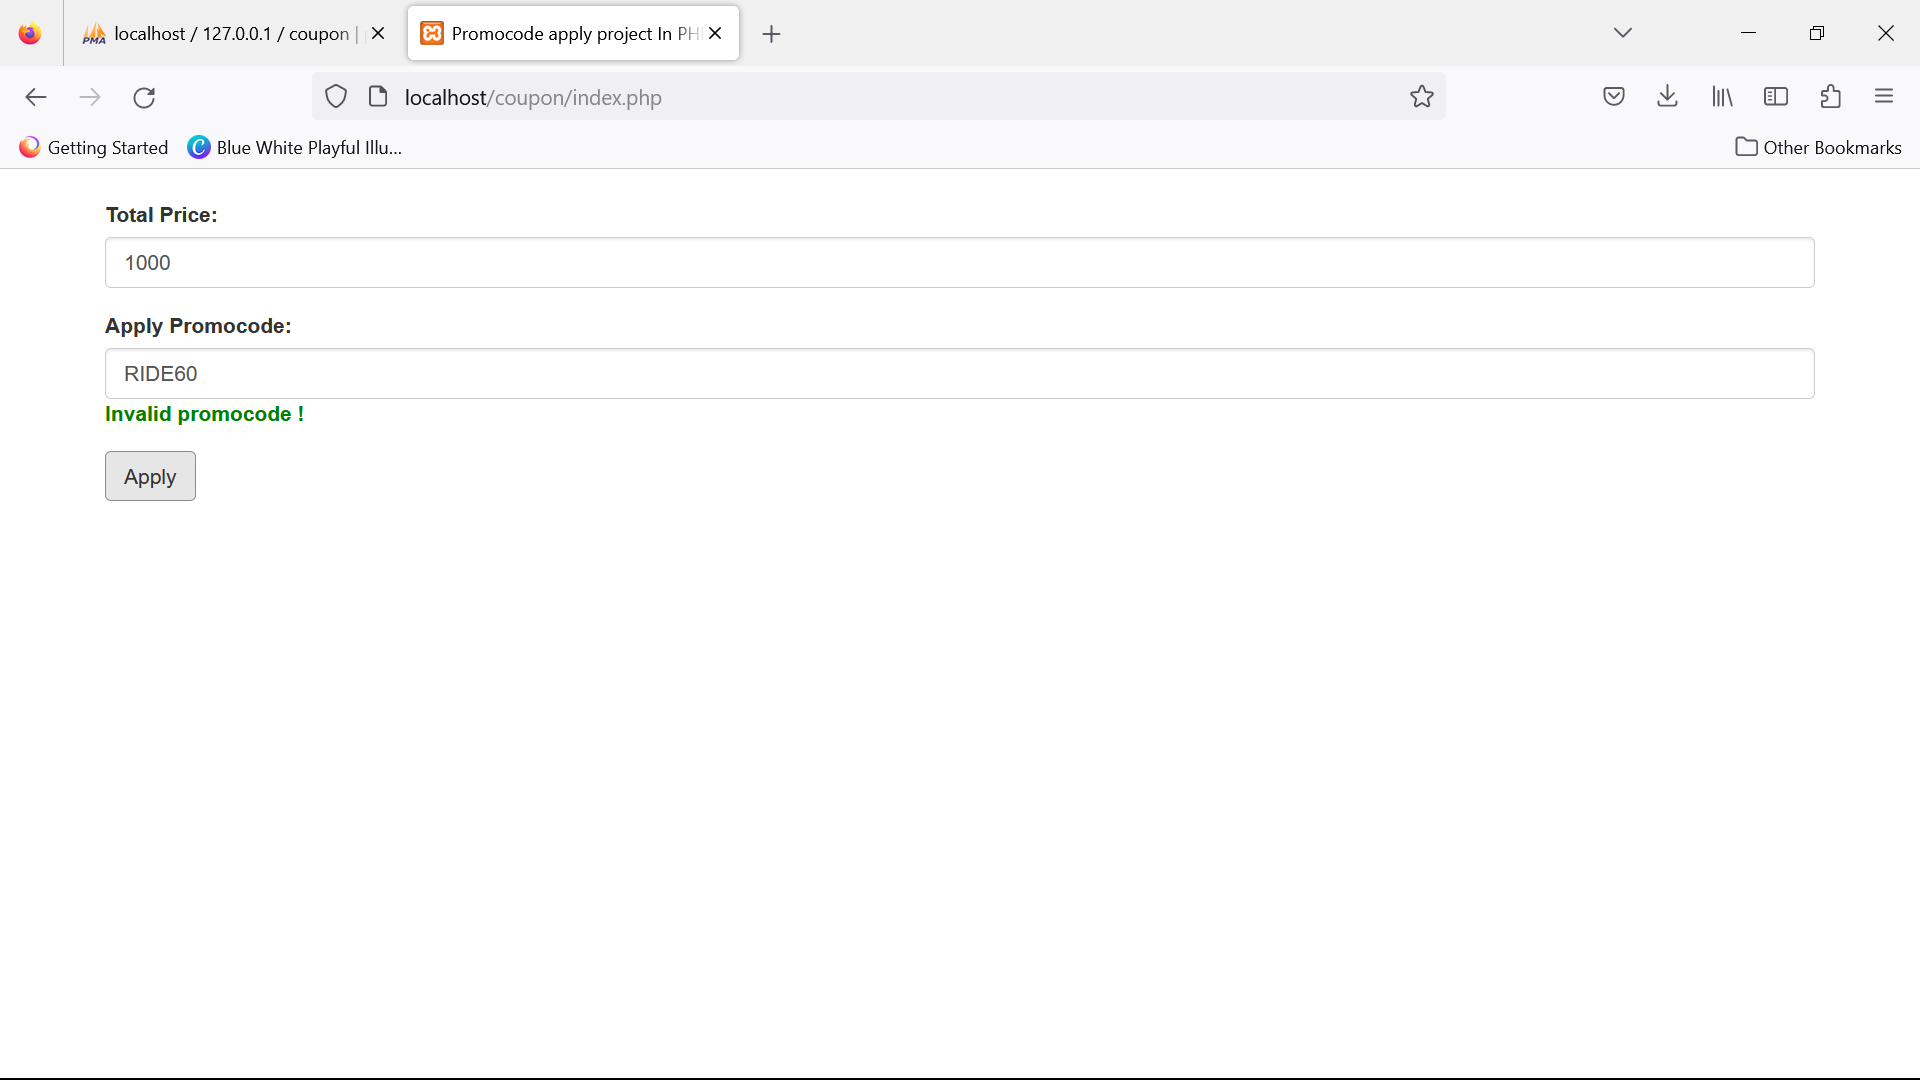 localhost / 127.0.0.1 / coupon |
Promocode apply project In PH
localhost/coupon/index.php
Getting Started
Blue White Playful Illu...
Other Bookmarks
Total Price:
1000
Apply Promocode:
RIDE60
Invalid promocode !
Apply